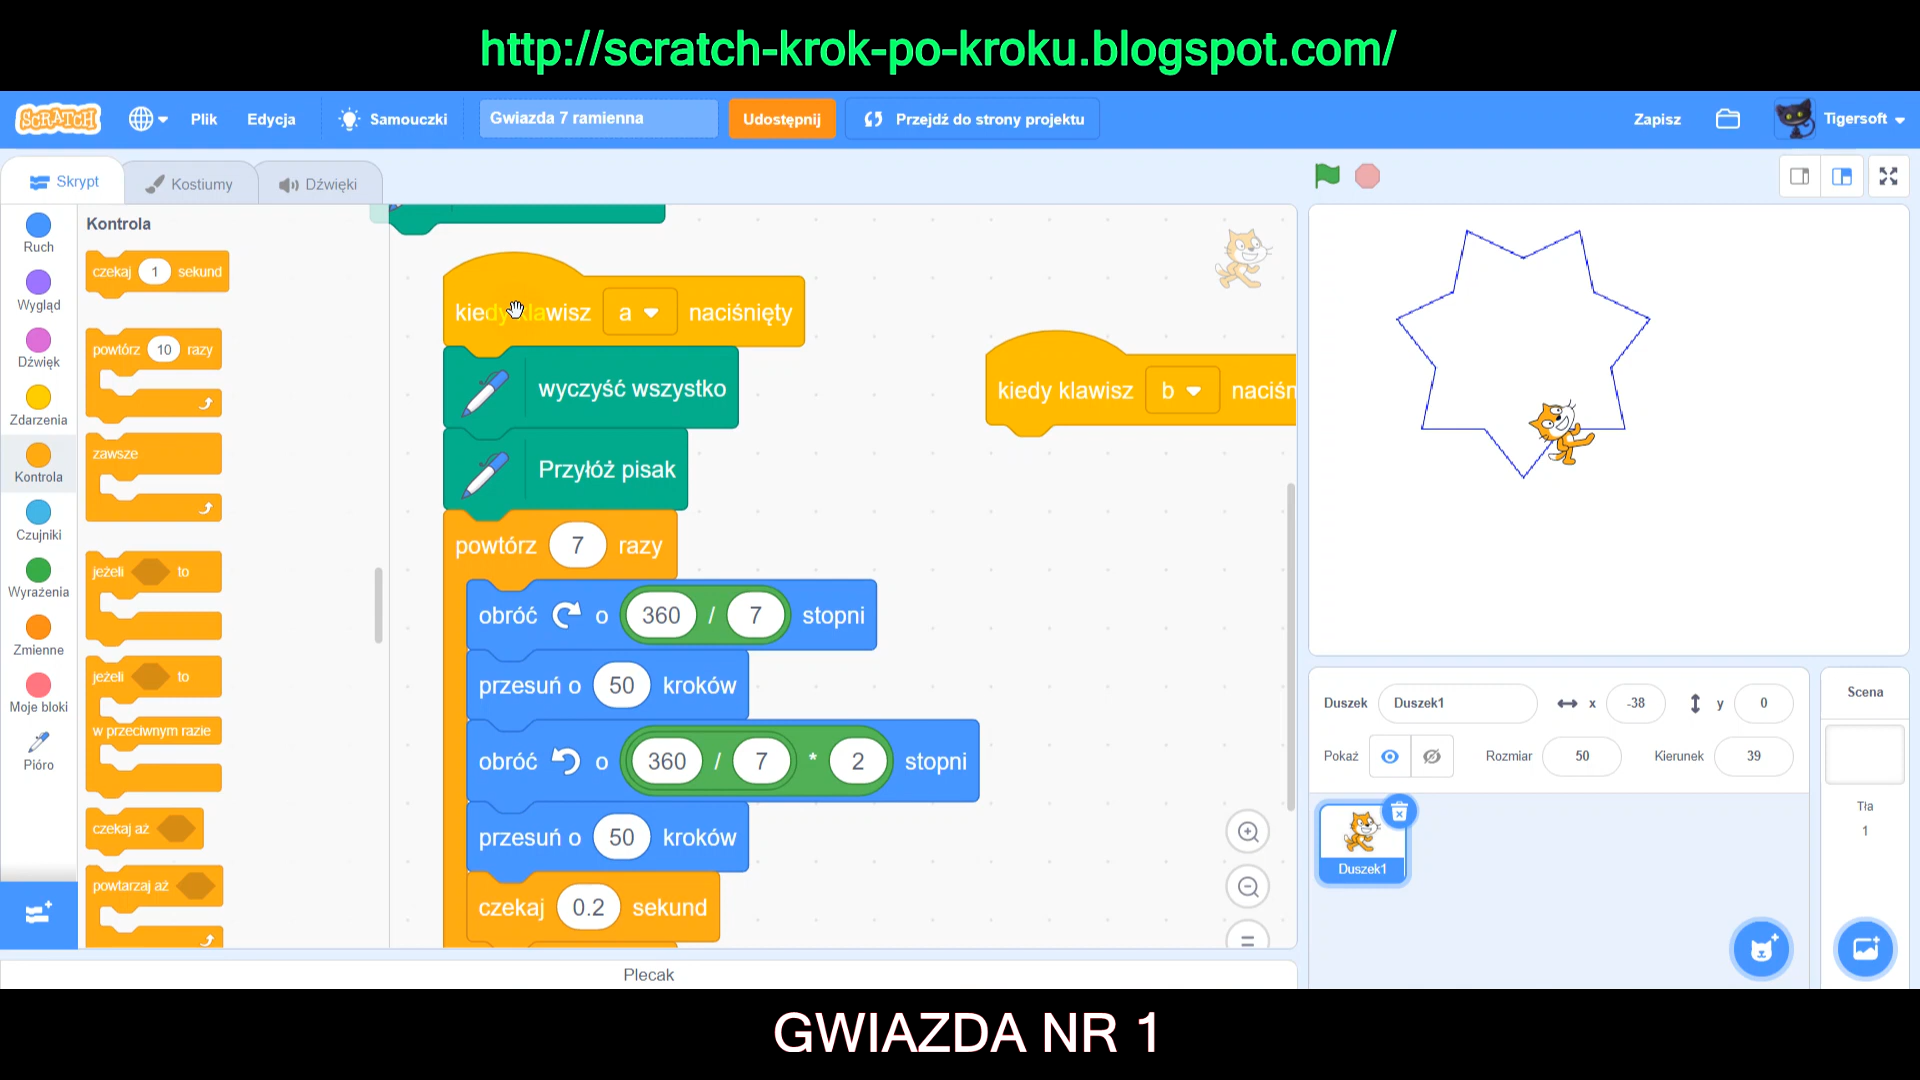 http://scratch-krok-po-kroku.blogspot.com/
SCRATCH
Plik
Edycja
Samouczki
Gwiazda 7 ramienna
Udostępnij
Przejdź do strony projektu
Zapisz
Tigersoft
Skrypt
Kostiumy
Dźwięki
Ruch
Wygląd
Dźwięk
Zdarzenia
Kontrola
Czujniki
Wyrażenia
Zmienne
Moje bloki
Pióro
Kontrola
czekaj 1 sekund
powtórz 10 razy
zawsze
jeżeli to
jeżeli to
w przeciwnym razie
czekaj aż
powtarzaj aż
kiedy klawisz a naciśnięty
wyczyść wszystko
Przyłóż pisak
powtórz 7 razy
obróć o 360 / 7 stopni
przesuń o 50 kroków
obróć o 360 / 7 * 2 stopni
przesuń o 50 kroków
czekaj 0.2 sekund
kiedy klawisz b naciśn
Plecak
Duszek Duszek1 x -38 y 0
Pokaż Rozmiar 50 Kierunek 39
Duszek1
Scena
Tła
1
GWIAZDA NR 1